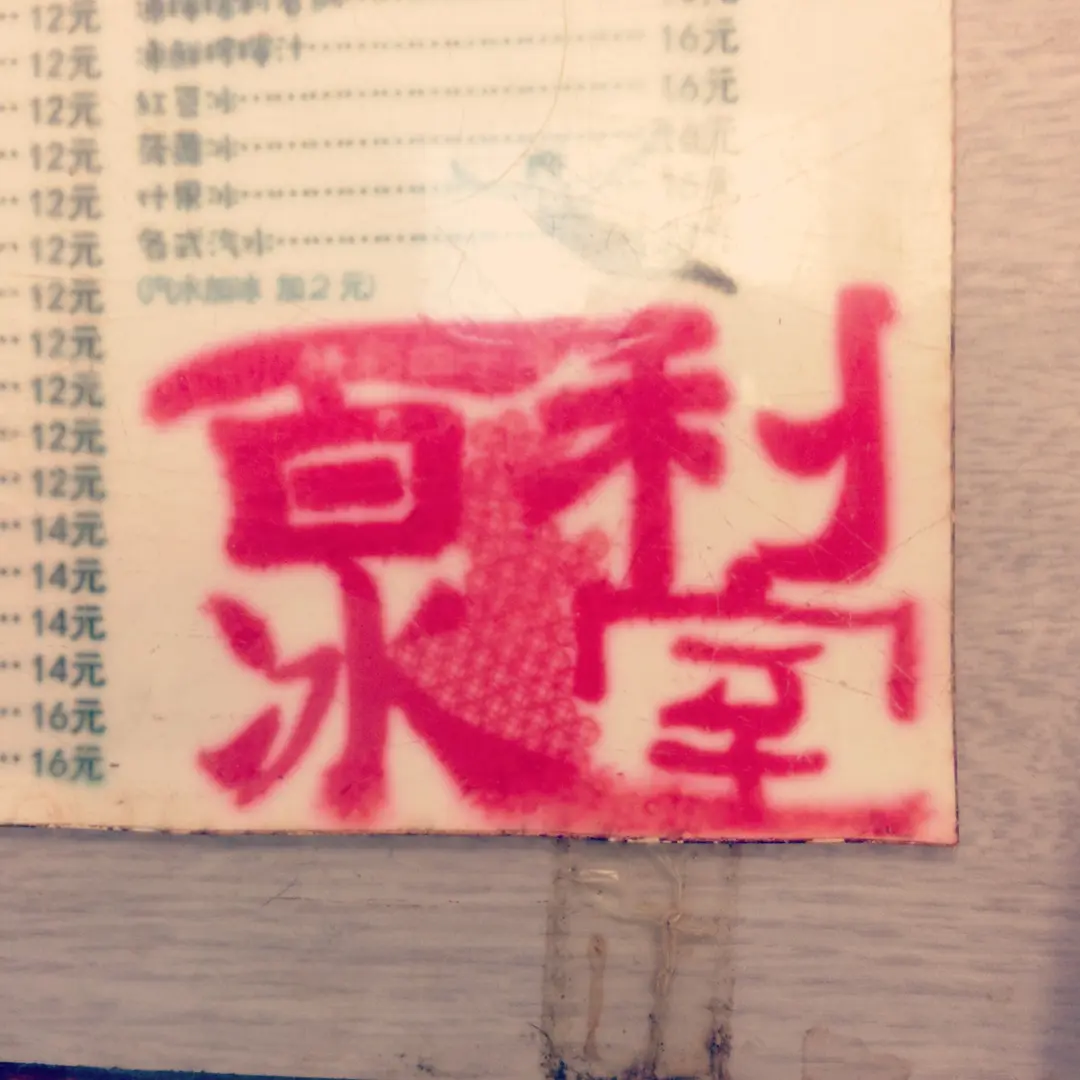 ·· 12元
·· 12元 ·· 16元
·· 12元 紅豆冰 ·· 16元
·· 12元 菠蘿冰
·· 12元 什果冰
·· 12元 各式汽水
·· 12元 (汽水加冰 加2元)
·· 12元
·· 12元
·· 12元
·· 12元
·· 14元
·· 14元
·· 14元
·· 14元
·· 16元
·· 16元
百利
冰室